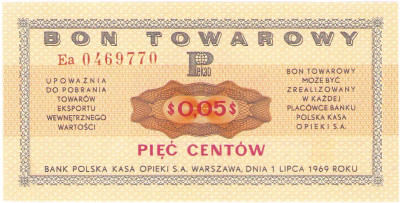 BON TOWAROWY
Ea 0469770
Pekao
UPOWAŻNIA
DO POBRANIA
TOWARÓW
EKSPORTU
WEWNĘTRZNEGO
WARTOŚCI
$ 0,05 $
BON TOWAROWY
MOŻE BYĆ
ZREALIZOWANY
W KAŻDEJ
PLACÓWCE BANKU
POLSKA KASA
OPIEKI S.A.
PIĘĆ CENTÓW
BANK POLSKA KASA OPIEKI S.A. WARSZAWA, DNIA 1 LIPCA 1969 ROKU